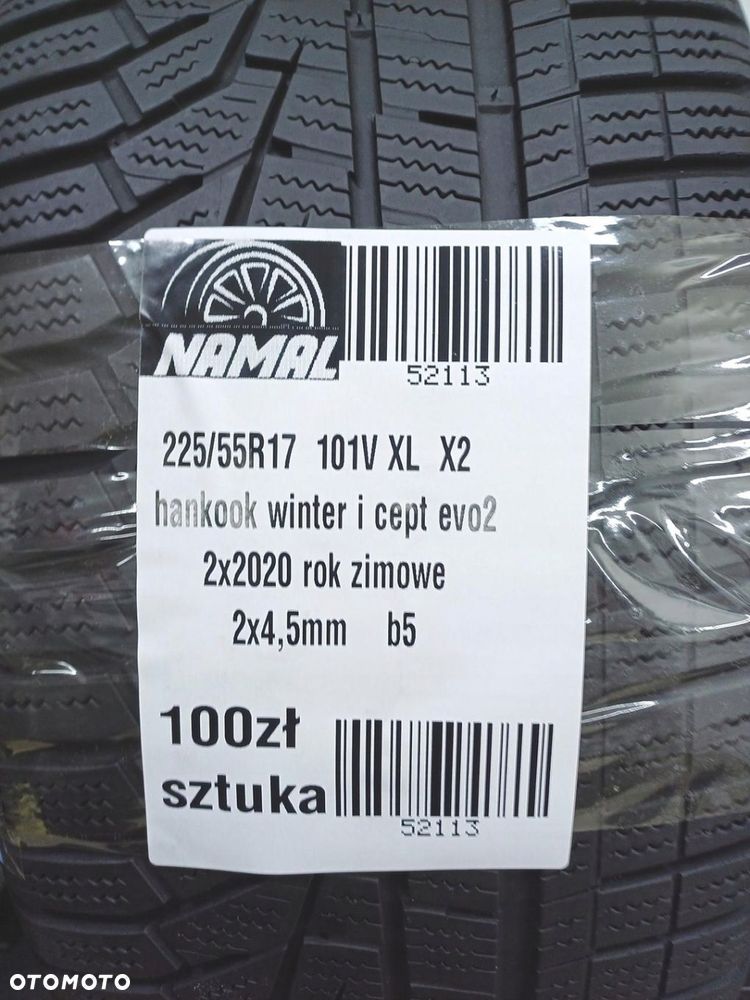 NAMAL
52113
225/55R17 101V XL X2
hankook winter i cept evo2
2x2020 rok zimowe
2x4,5mm b5
100zł
sztuka
52113
OTOMOTO